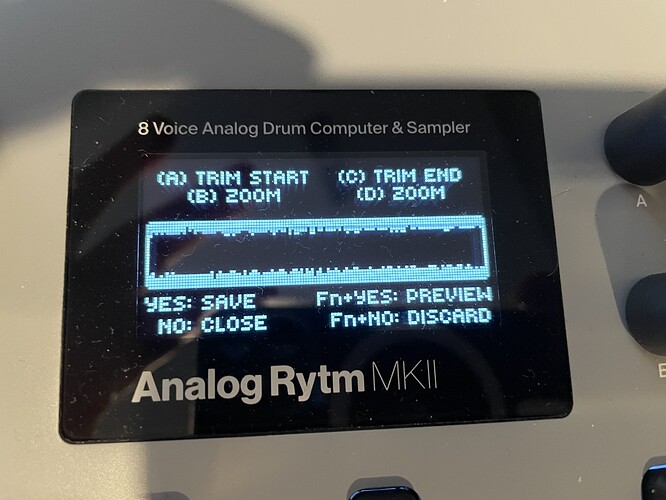 8 Voice Analog Drum Computer & Sampler
(A) TRIM START (C) TRIM END
(B) ZOOM (D) ZOOM
YES: SAVE Fn+YES: PREVIEW
NO: CLOSE Fn+NO: DISCARD
Analog Rytm MKII
A